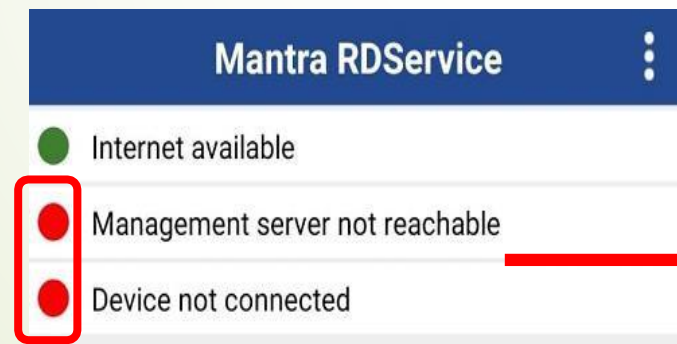 Mantra RDService
Internet available
Management server not reachable
Device not connected